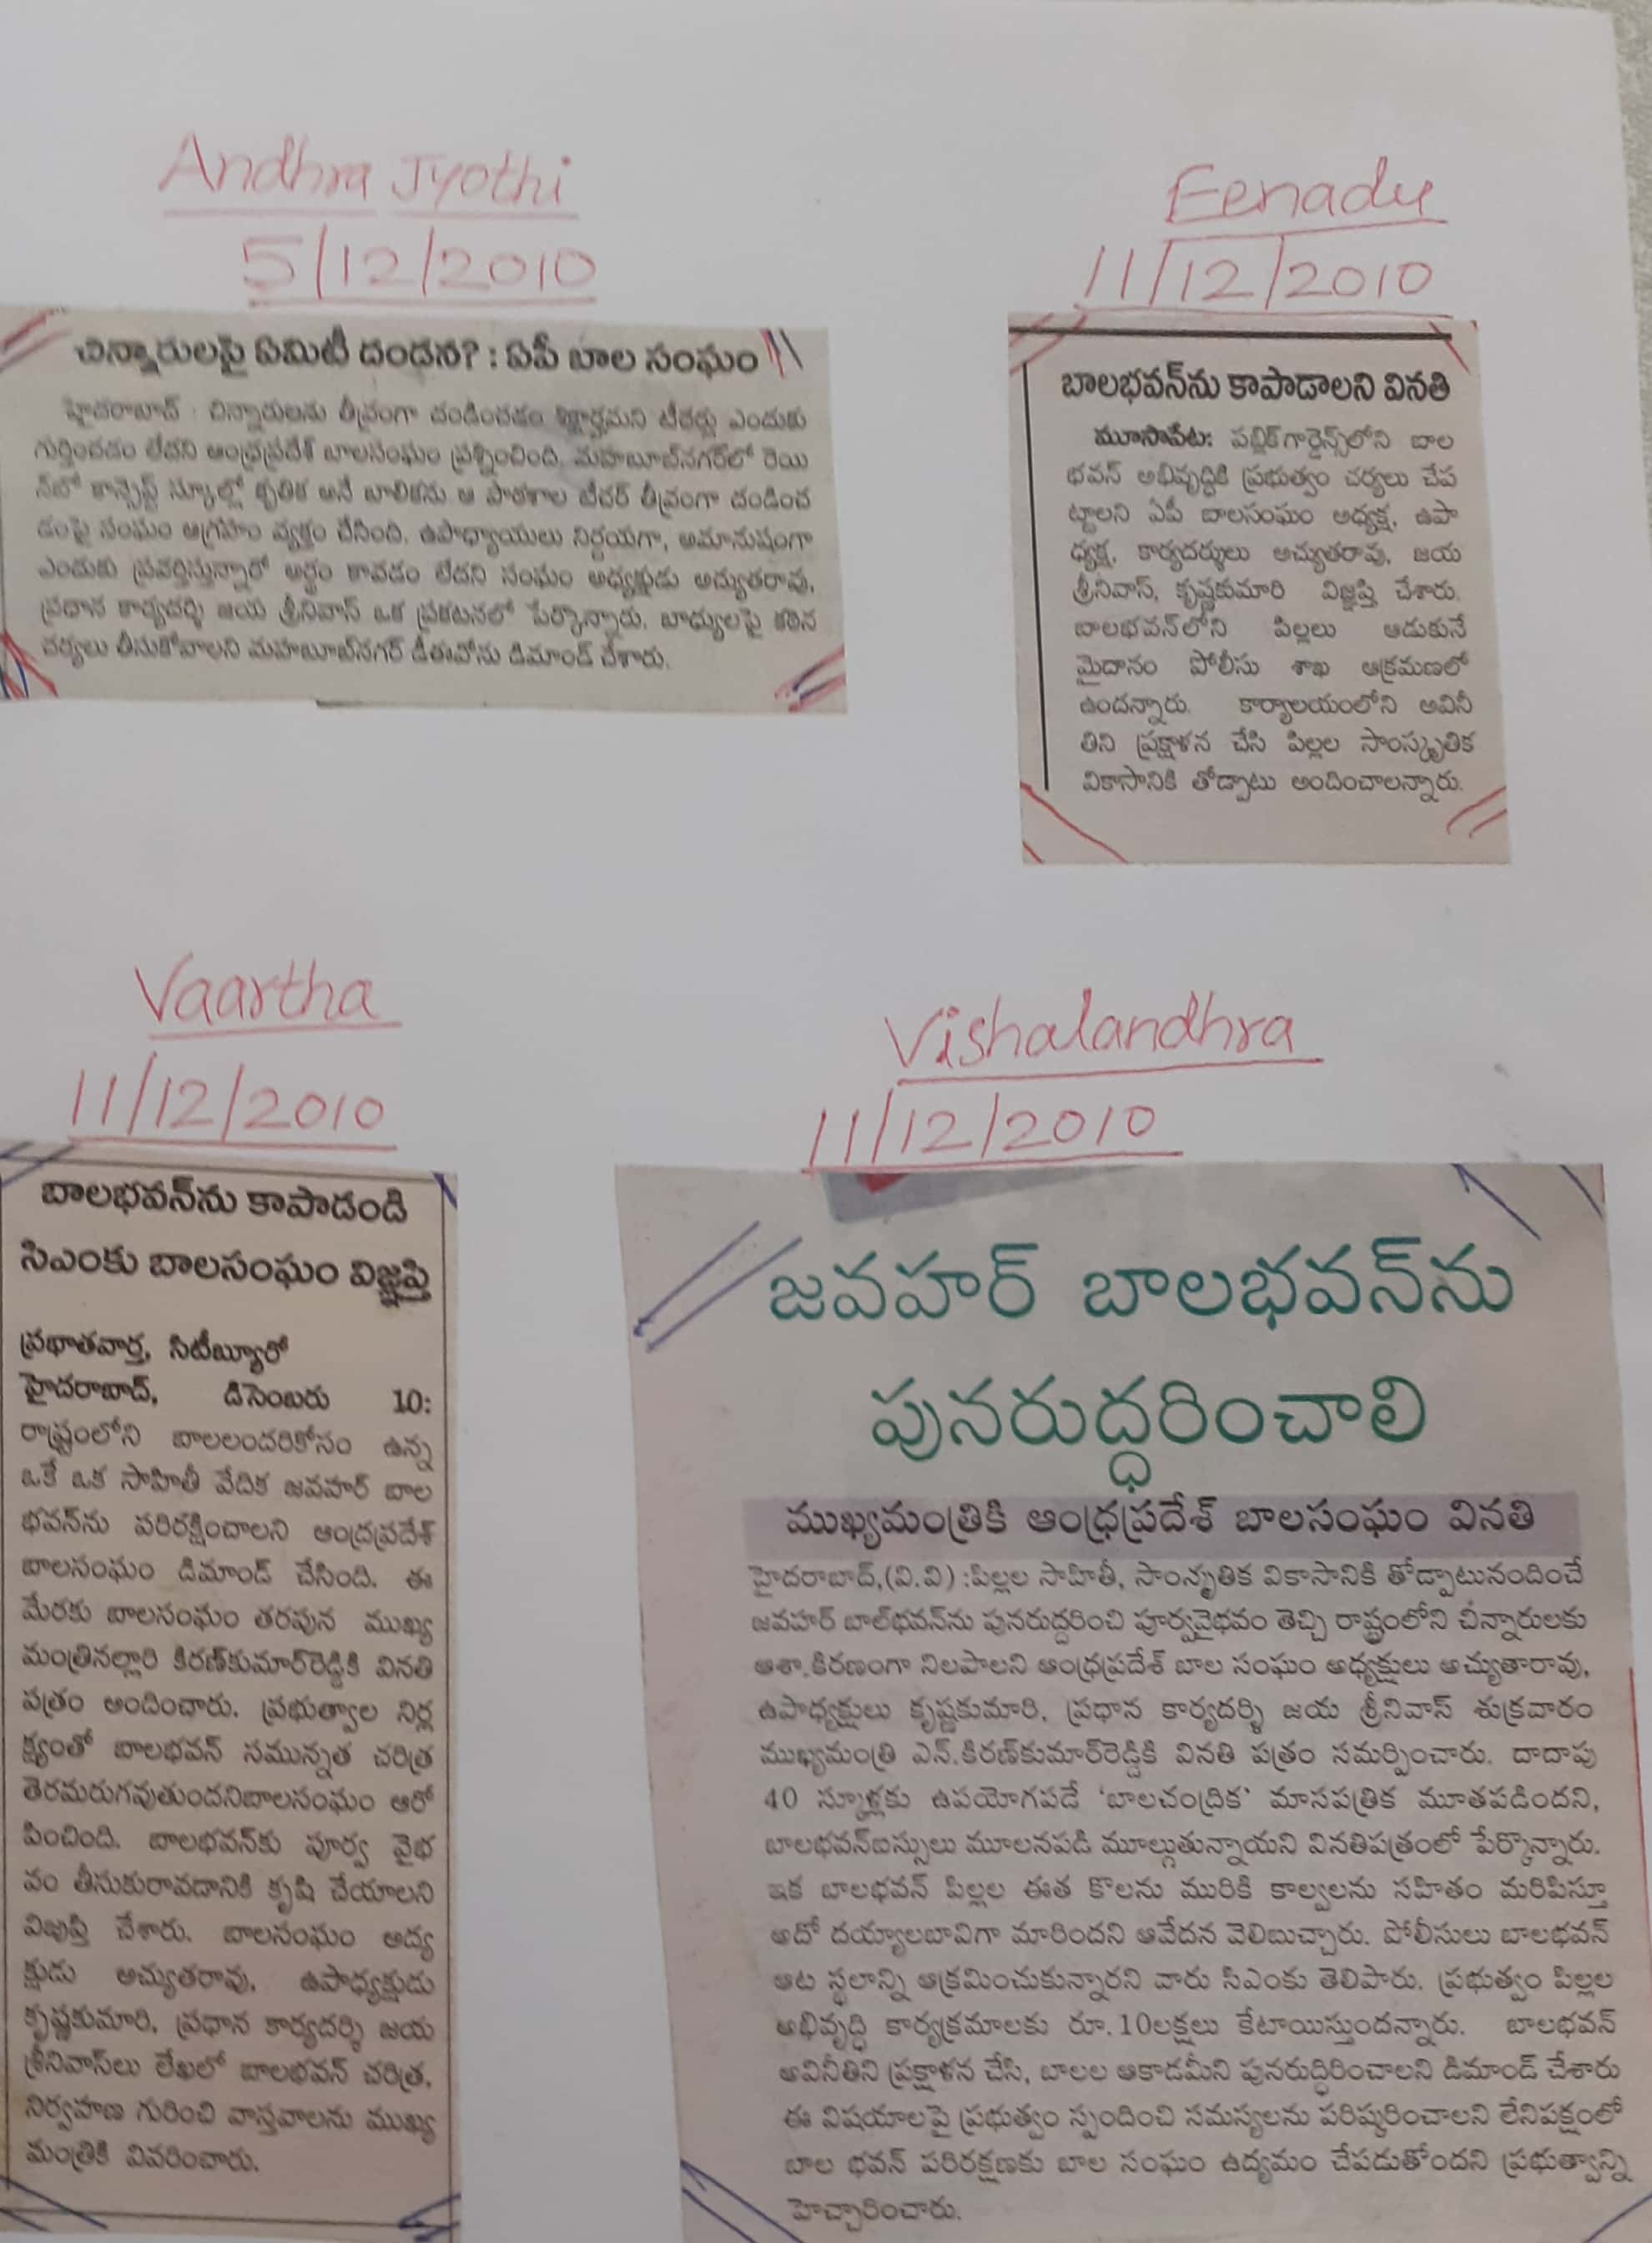 Andhra Jyothi
5/12/2010
చిన్నారులపై ఏమిటీ దండన? : ఏపీ బాల సంఘం
హైదరాబాద్ : చిన్నారులను తీవ్రంగా దండించడం శిక్షార్హమని టీచర్లు ఎందుకు
గుర్తించడం లేదని ఆంధ్రప్రదేశ్ బాలసంఘం ప్రశ్నించింది. మహబూబ్‌నగర్‌లో రెయి
న్‌బో కాన్సెప్ట్ స్కూల్లో కృతిక అనే బాలికను ఆ పాఠశాల టీచర్ తీవ్రంగా దండించ
డంపై సంఘం ఆగ్రహం వ్యక్తం చేసింది. ఉపాధ్యాయులు నిర్దయగా, అమానుషంగా
ఎందుకు ప్రవర్తిస్తున్నారో అర్థం కావడం లేదని సంఘం అధ్యక్షుడు అచ్యుతరావు,
ప్రధాన కార్యదర్శి జయ శ్రీనివాస్ ఒక ప్రకటనలో పేర్కొన్నారు. బాధ్యులపై కఠిన
చర్యలు తీసుకోవాలని మహబూబ్‌నగర్ డీఈవోను డిమాండ్ చేశారు.
Eenadu
11/12/2010
బాలభవన్‌ను కాపాడాలని వినతి
మూసాపేట: పబ్లిక్‌గార్డెన్స్‌లోని బాల
భవన్ అభివృద్ధికి ప్రభుత్వం చర్యలు చేప
ట్టాలని ఏపీ బాలసంఘం అధ్యక్ష, ఉపా
ధ్యక్ష, కార్యదర్శులు అచ్యుతరావు, జయ
శ్రీనివాస్, కృష్ణకుమారి విజ్ఞప్తి చేశారు.
బాలభవన్‌లోని పిల్లలు ఆడుకునే
మైదానం పోలీసు శాఖ ఆక్రమణలో
ఉందన్నారు. కార్యాలయంలోని అవినీ
తిని ప్రక్షాళన చేసి పిల్లల సాంస్కృతిక
వికాసానికి తోడ్పాటు అందించాలన్నారు.
Vaartha
11/12/2010
బాలభవన్‌ను కాపాడండి
సిఎంకు బాలసంఘం విజ్ఞప్తి
ప్రభాతవార్త, సిటీబ్యూరో
హైదరాబాద్, డిసెంబరు 10:
రాష్ట్రంలోని బాలలందరికోసం ఉన్న
ఒకే ఒక సాహితీ వేదిక జవహర్ బాల
భవన్‌ను పరిరక్షించాలని ఆంధ్రప్రదేశ్
బాలసంఘం డిమాండ్ చేసింది. ఈ
మేరకు బాలసంఘం తరపున ముఖ్య
మంత్రినల్లారి కిరణ్‌కుమార్‌రెడ్డికి వినతి
పత్రం అందించారు. ప్రభుత్వాల నిర్ల
క్ష్యంతో బాలభవన్ సమున్నత చరిత్ర
తెరమరుగవుతుందనిబాలసంఘం ఆరో
పించింది. బాలభవన్‌కు పూర్వ వైభ
వం తీసుకురావడానికి కృషి చేయాలని
విజ్ఞప్తి చేశారు. బాలసంఘం అధ్య
క్షుడు అచ్యుతరావు, ఉపాధ్యక్షుడు
కృష్ణకుమారి, ప్రధాన కార్యదర్శి జయ
శ్రీనివాస్‌లు లేఖలో బాలభవన్ చరిత్ర,
నిర్వహణ గురించి వాస్తవాలను ముఖ్య
మంత్రికి వివరించారు.
Vishalandhra
11/12/2010
జవహర్ బాలభవన్‌ను
పునరుద్ధరించాలి
ముఖ్యమంత్రికి ఆంధ్రప్రదేశ్ బాలసంఘం వినతి
హైదరాబాద్,(వి.వి) :పిల్లల సాహితీ, సాంస్కృతిక వికాసానికి తోడ్పాటునందించే
జవహర్ బాల్‌భవన్‌ను పునరుద్ధరించి పూర్వవైభవం తెచ్చి రాష్ట్రంలోని చిన్నారులకు
ఆశా.కిరణంగా నిలపాలని ఆంధ్రప్రదేశ్ బాల సంఘం అధ్యక్షులు అచ్యుతారావు,
ఉపాధ్యక్షులు కృష్ణకుమారి, ప్రధాన కార్యదర్శి జయ శ్రీనివాస్ శుక్రవారం
ముఖ్యమంత్రి ఎన్.కిరణ్‌కుమార్‌రెడ్డికి వినతి పత్రం సమర్పించారు. దాదాపు
40 స్కూళ్లకు ఉపయోగపడే 'బాలచంద్రిక' మాసపత్రిక మూతపడిందని,
బాలభవన్‌బస్సులు మూలనపడి మూల్గుతున్నాయని వినతిపత్రంలో పేర్కొన్నారు.
ఇక బాలభవన్ పిల్లల ఈత కొలను మురికి కాల్వలను సహితం మరిపిస్తూ
అదో దయ్యాలబావిగా మారిందని ఆవేదన వెలిబుచ్చారు. పోలీసులు బాలభవన్
ఆట స్థలాన్ని ఆక్రమించుకున్నారని వారు సిఎంకు తెలిపారు. ప్రభుత్వం పిల్లల
అభివృద్ధి కార్యక్రమాలకు రూ.10లక్షలు కేటాయిస్తుందన్నారు. బాలభవన్
అవినీతిని ప్రక్షాళన చేసి, బాలల ఆకాడమీని పునరుద్ధిరించాలని డిమాండ్ చేశారు
ఈ విషయాలపై ప్రభుత్వం స్పందించి సమస్యలను పరిష్కరించాలని లేనిపక్షంలో
బాల భవన్ పరిరక్షణకు బాల సంఘం ఉద్యమం చేపడుతోందని ప్రభుత్వాన్ని
హెచ్చారించారు.